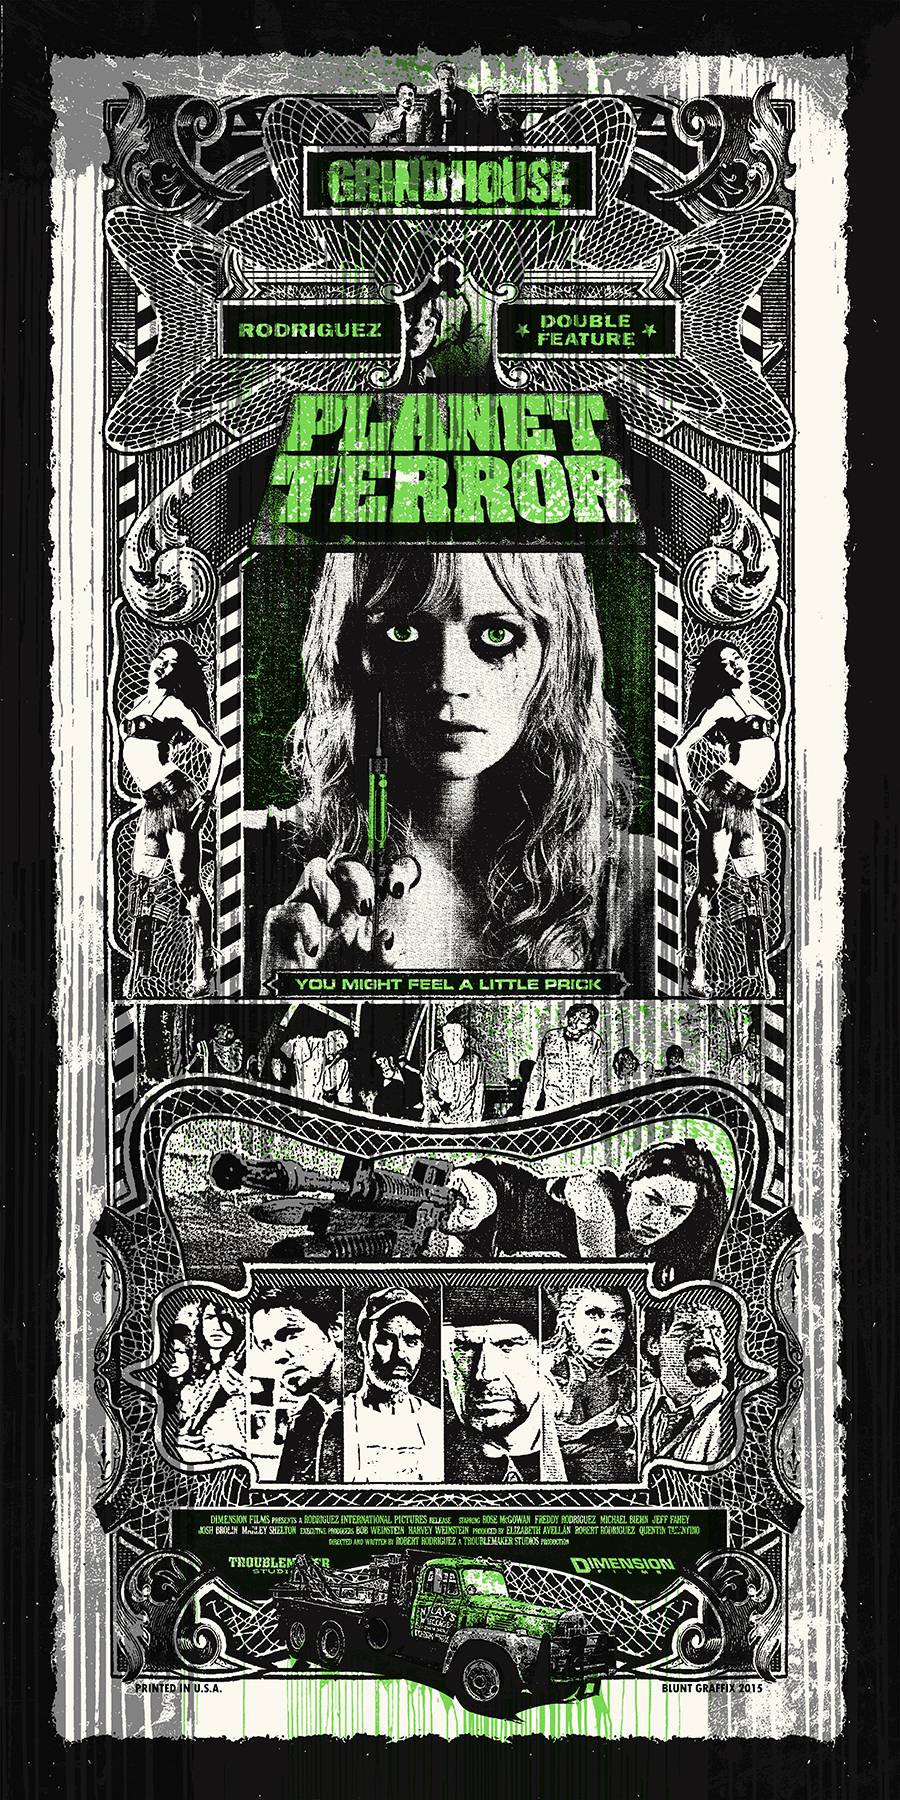 GRINDHOUSE
RODRIGUEZ
★ DOUBLE ★
FEATURE
PLANET
TERROR
YOU MIGHT FEEL A LITTLE PRICK
DIMENSION FILMS PRESENTS A RODRIGUEZ INTERNATIONAL PICTURES RELEASE STARRING ROSE McGOWAN FREDDY RODRIGUEZ MICHAEL BIEHN JEFF FAHEY
JOSH BROLIN MARLEY SHELTON EXECUTIVE PRODUCERS BOB WEINSTEIN HARVEY WEINSTEIN PRODUCED BY ELIZABETH AVELLAN ROBERT RODRIGUEZ QUENTIN TARANTINO
DIRECTED AND WRITTEN BY ROBERT RODRIGUEZ A TROUBLEMAKER STUDIOS PRODUCTION
TROUBLEMAKER
STUDIOS
DIMENSION
FILMS
PRINTED IN U.S.A.
BLUNT GRAFFIX 2015